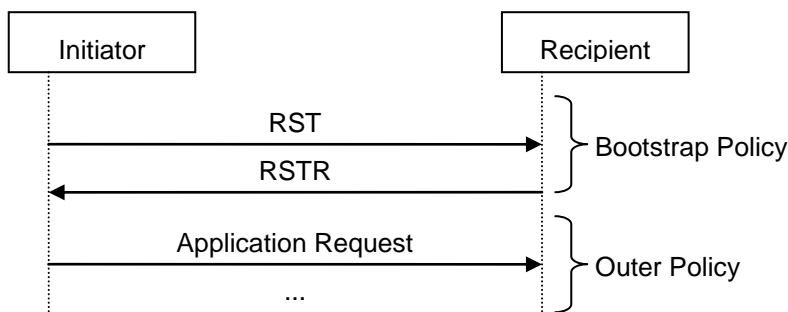 Initiator
Recipient
RST
Bootstrap Policy
RSTR
Application Request
Outer Policy
...